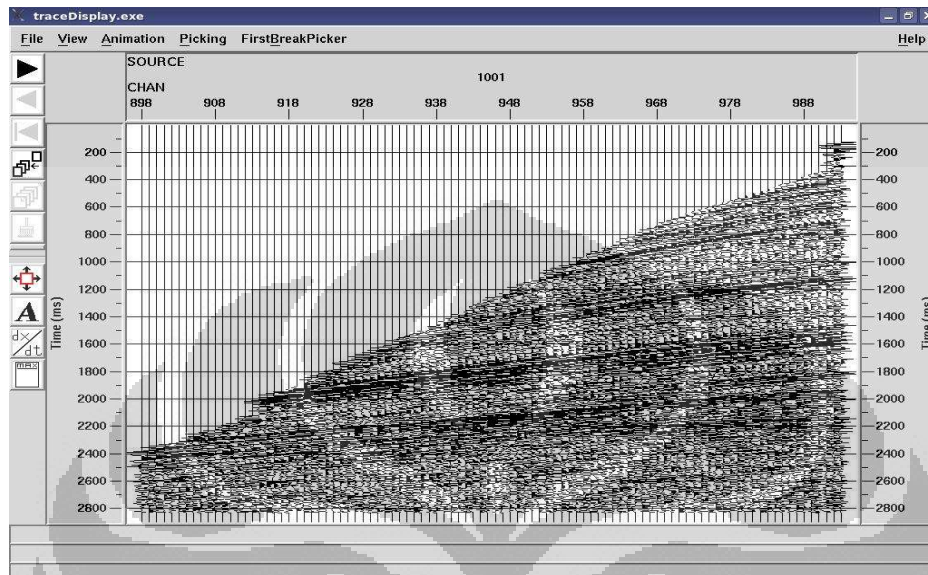 traceDisplay.exe
File View Animation Picking FirstBreakPicker Help
SOURCE
1001
CHAN
898 908 918 928 938 948 958 968 978 988
200 200
400 400
600 600
800 800
1000 1000
1200 1200
1400 1400
1600 1600
1800 1800
2000 2000
2200 2200
2400 2400
2600 2600
2800 2800
Time (ms) Time (ms)
A
dx/dt
max